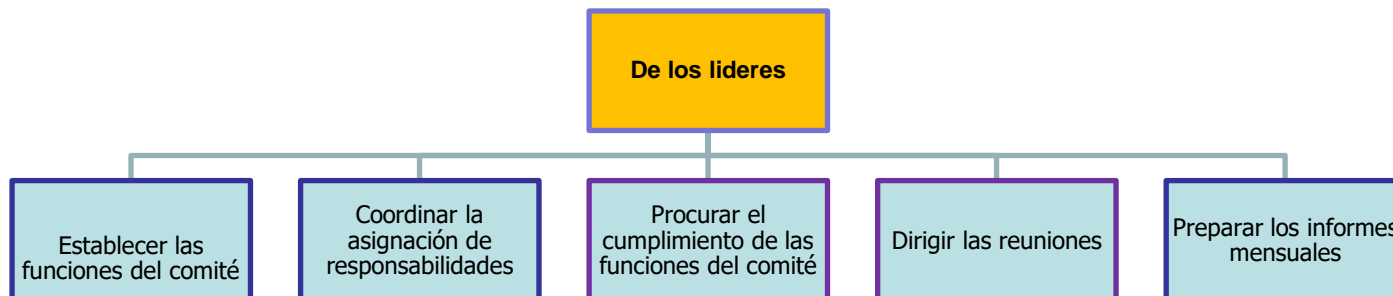 De los lideres
Establecer las
funciones del comité
Coordinar la
asignación de
responsabilidades
Procurar el
cumplimiento de las
funciones del comité
Dirigir las reuniones
Preparar los informes
mensuales